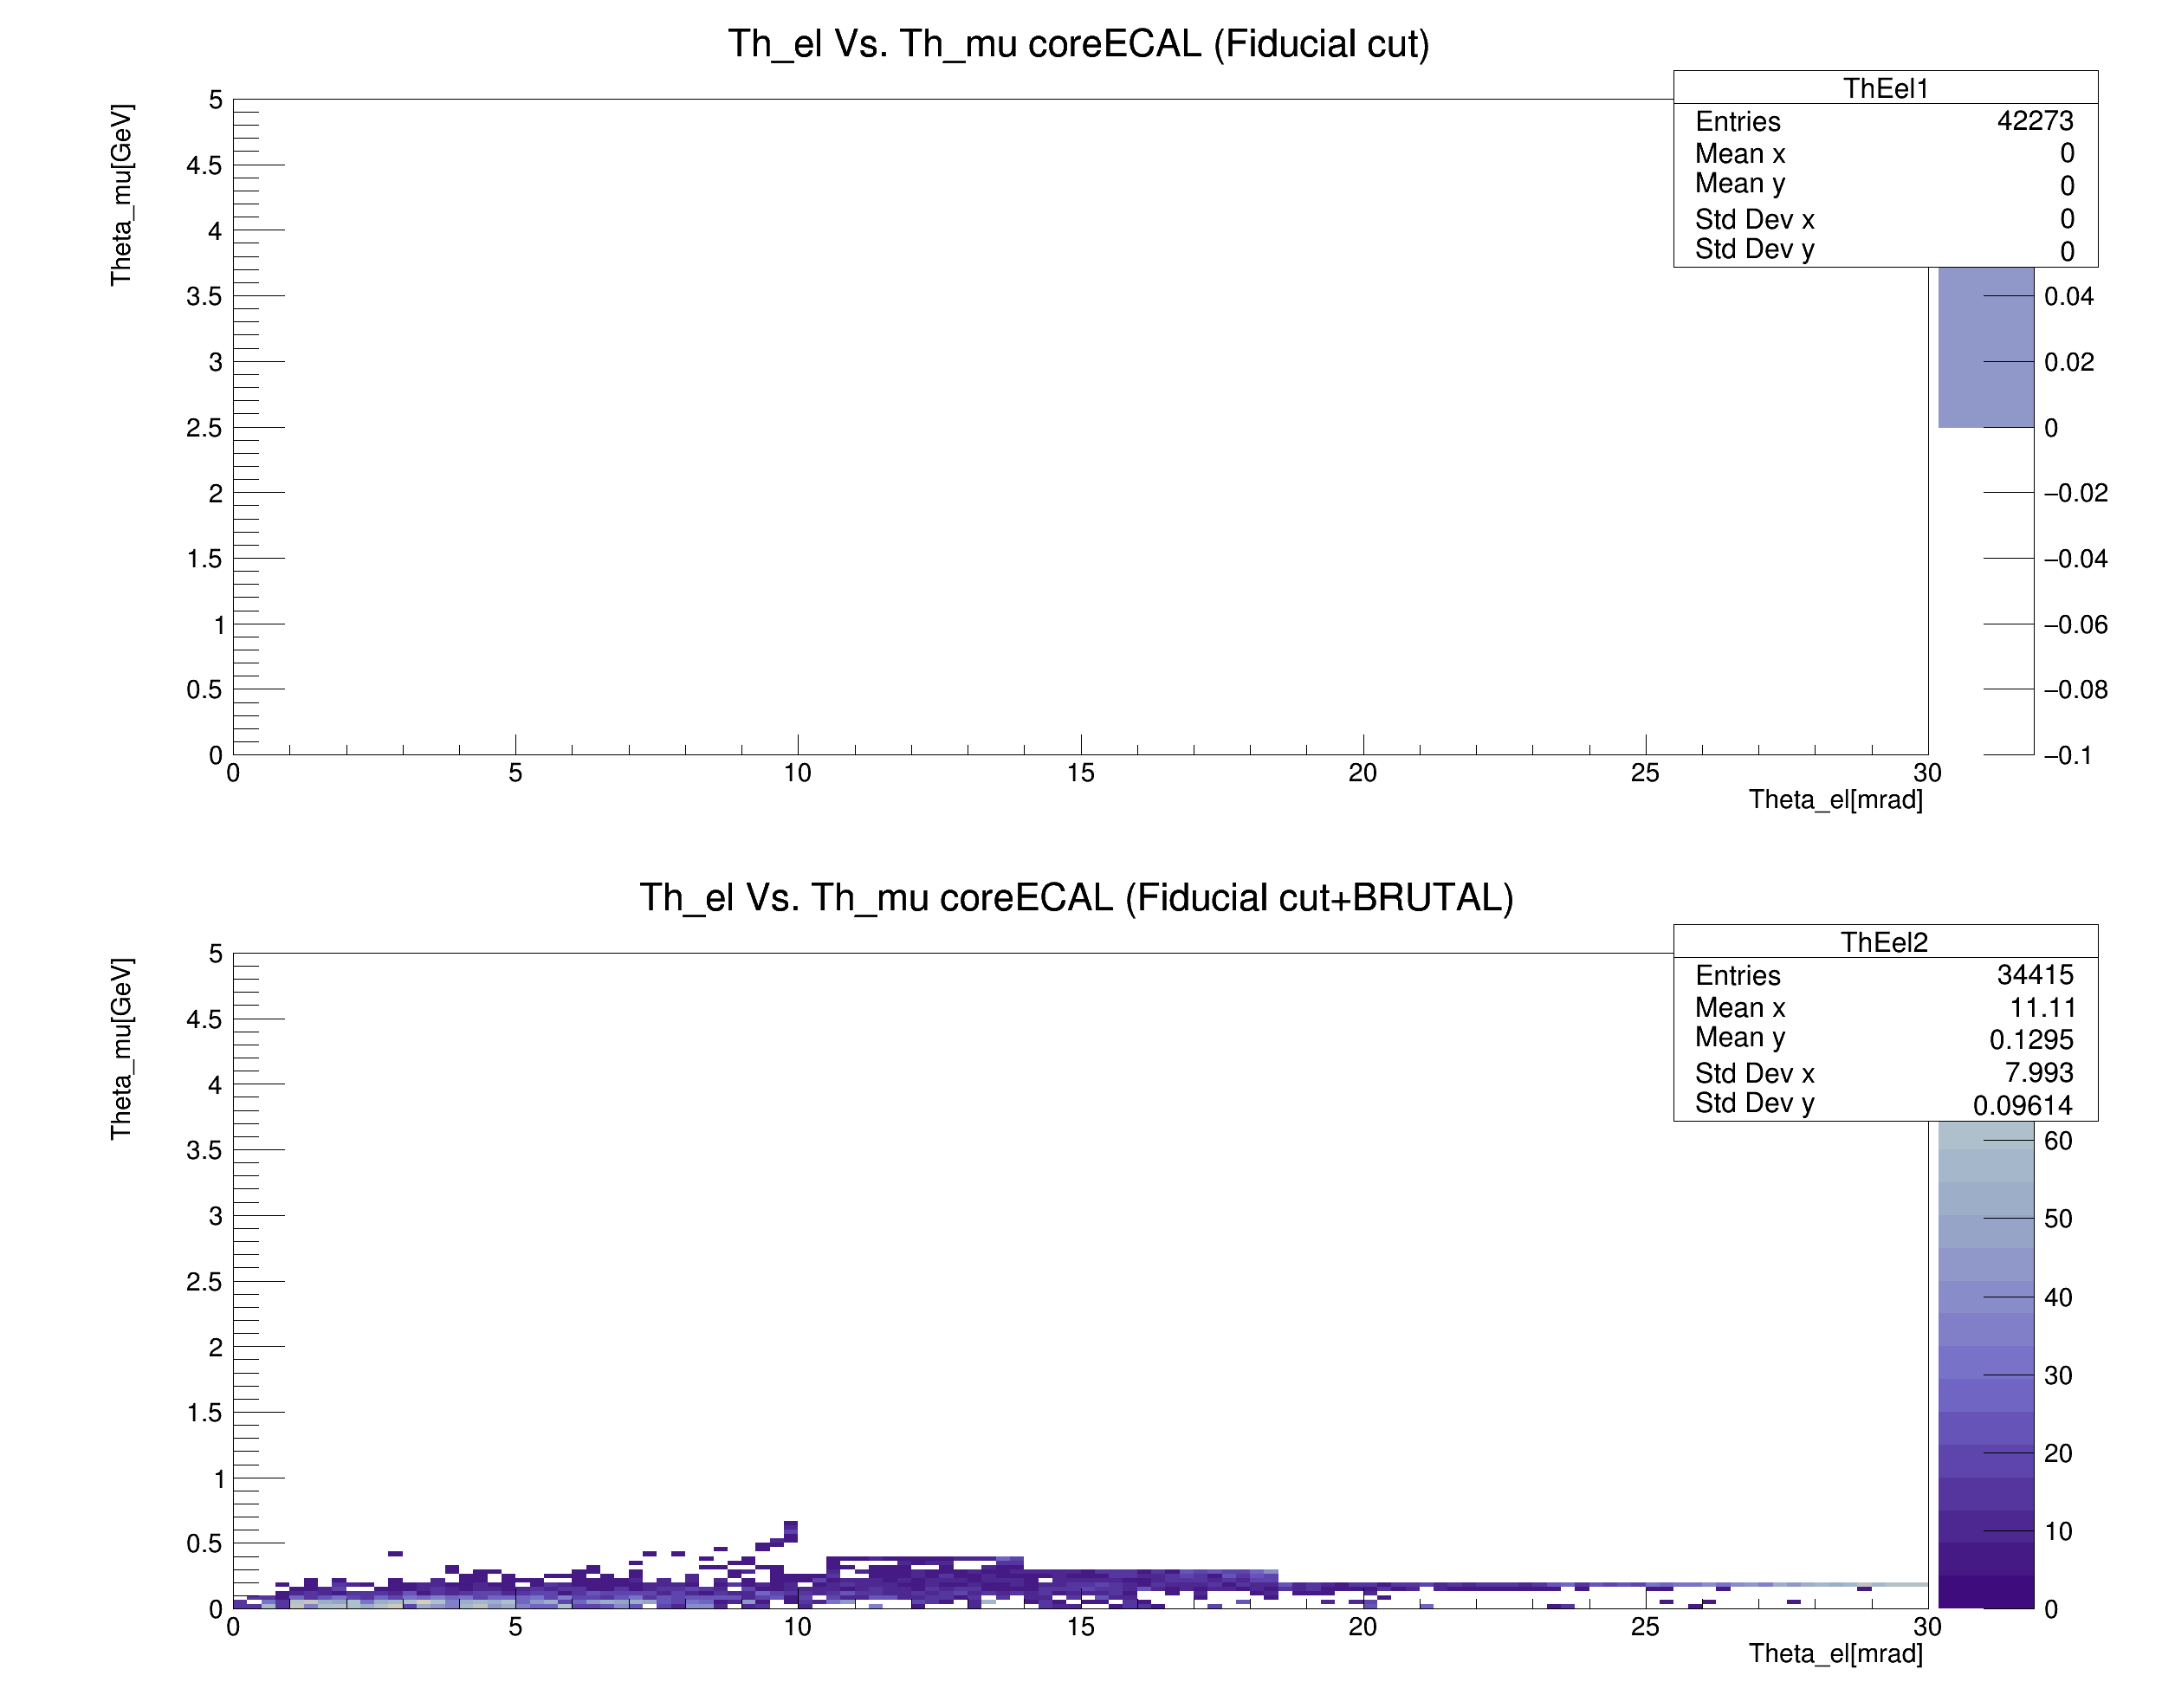 Th_el Vs. Th_mu coreECAL (Fiducial cut)
ThEel1
Entries 42273
Mean x 0
Mean y 0
Std Dev x 0
Std Dev y 0
Theta_mu[GeV]
5
4.5
4
3.5
3
2.5
2
1.5
1
0.5
0
0 5 10 15 20 25 30
Theta_el[mrad]
0.04
0.02
0
−0.02
−0.04
−0.06
−0.08
−0.1
Th_el Vs. Th_mu coreECAL (Fiducial cut+BRUTAL)
ThEel2
Entries 34415
Mean x 11.11
Mean y 0.1295
Std Dev x 7.993
Std Dev y 0.09614
Theta_mu[GeV]
5
4.5
4
3.5
3
2.5
2
1.5
1
0.5
0
0 5 10 15 20 25 30
Theta_el[mrad]
60
50
40
30
20
10
0